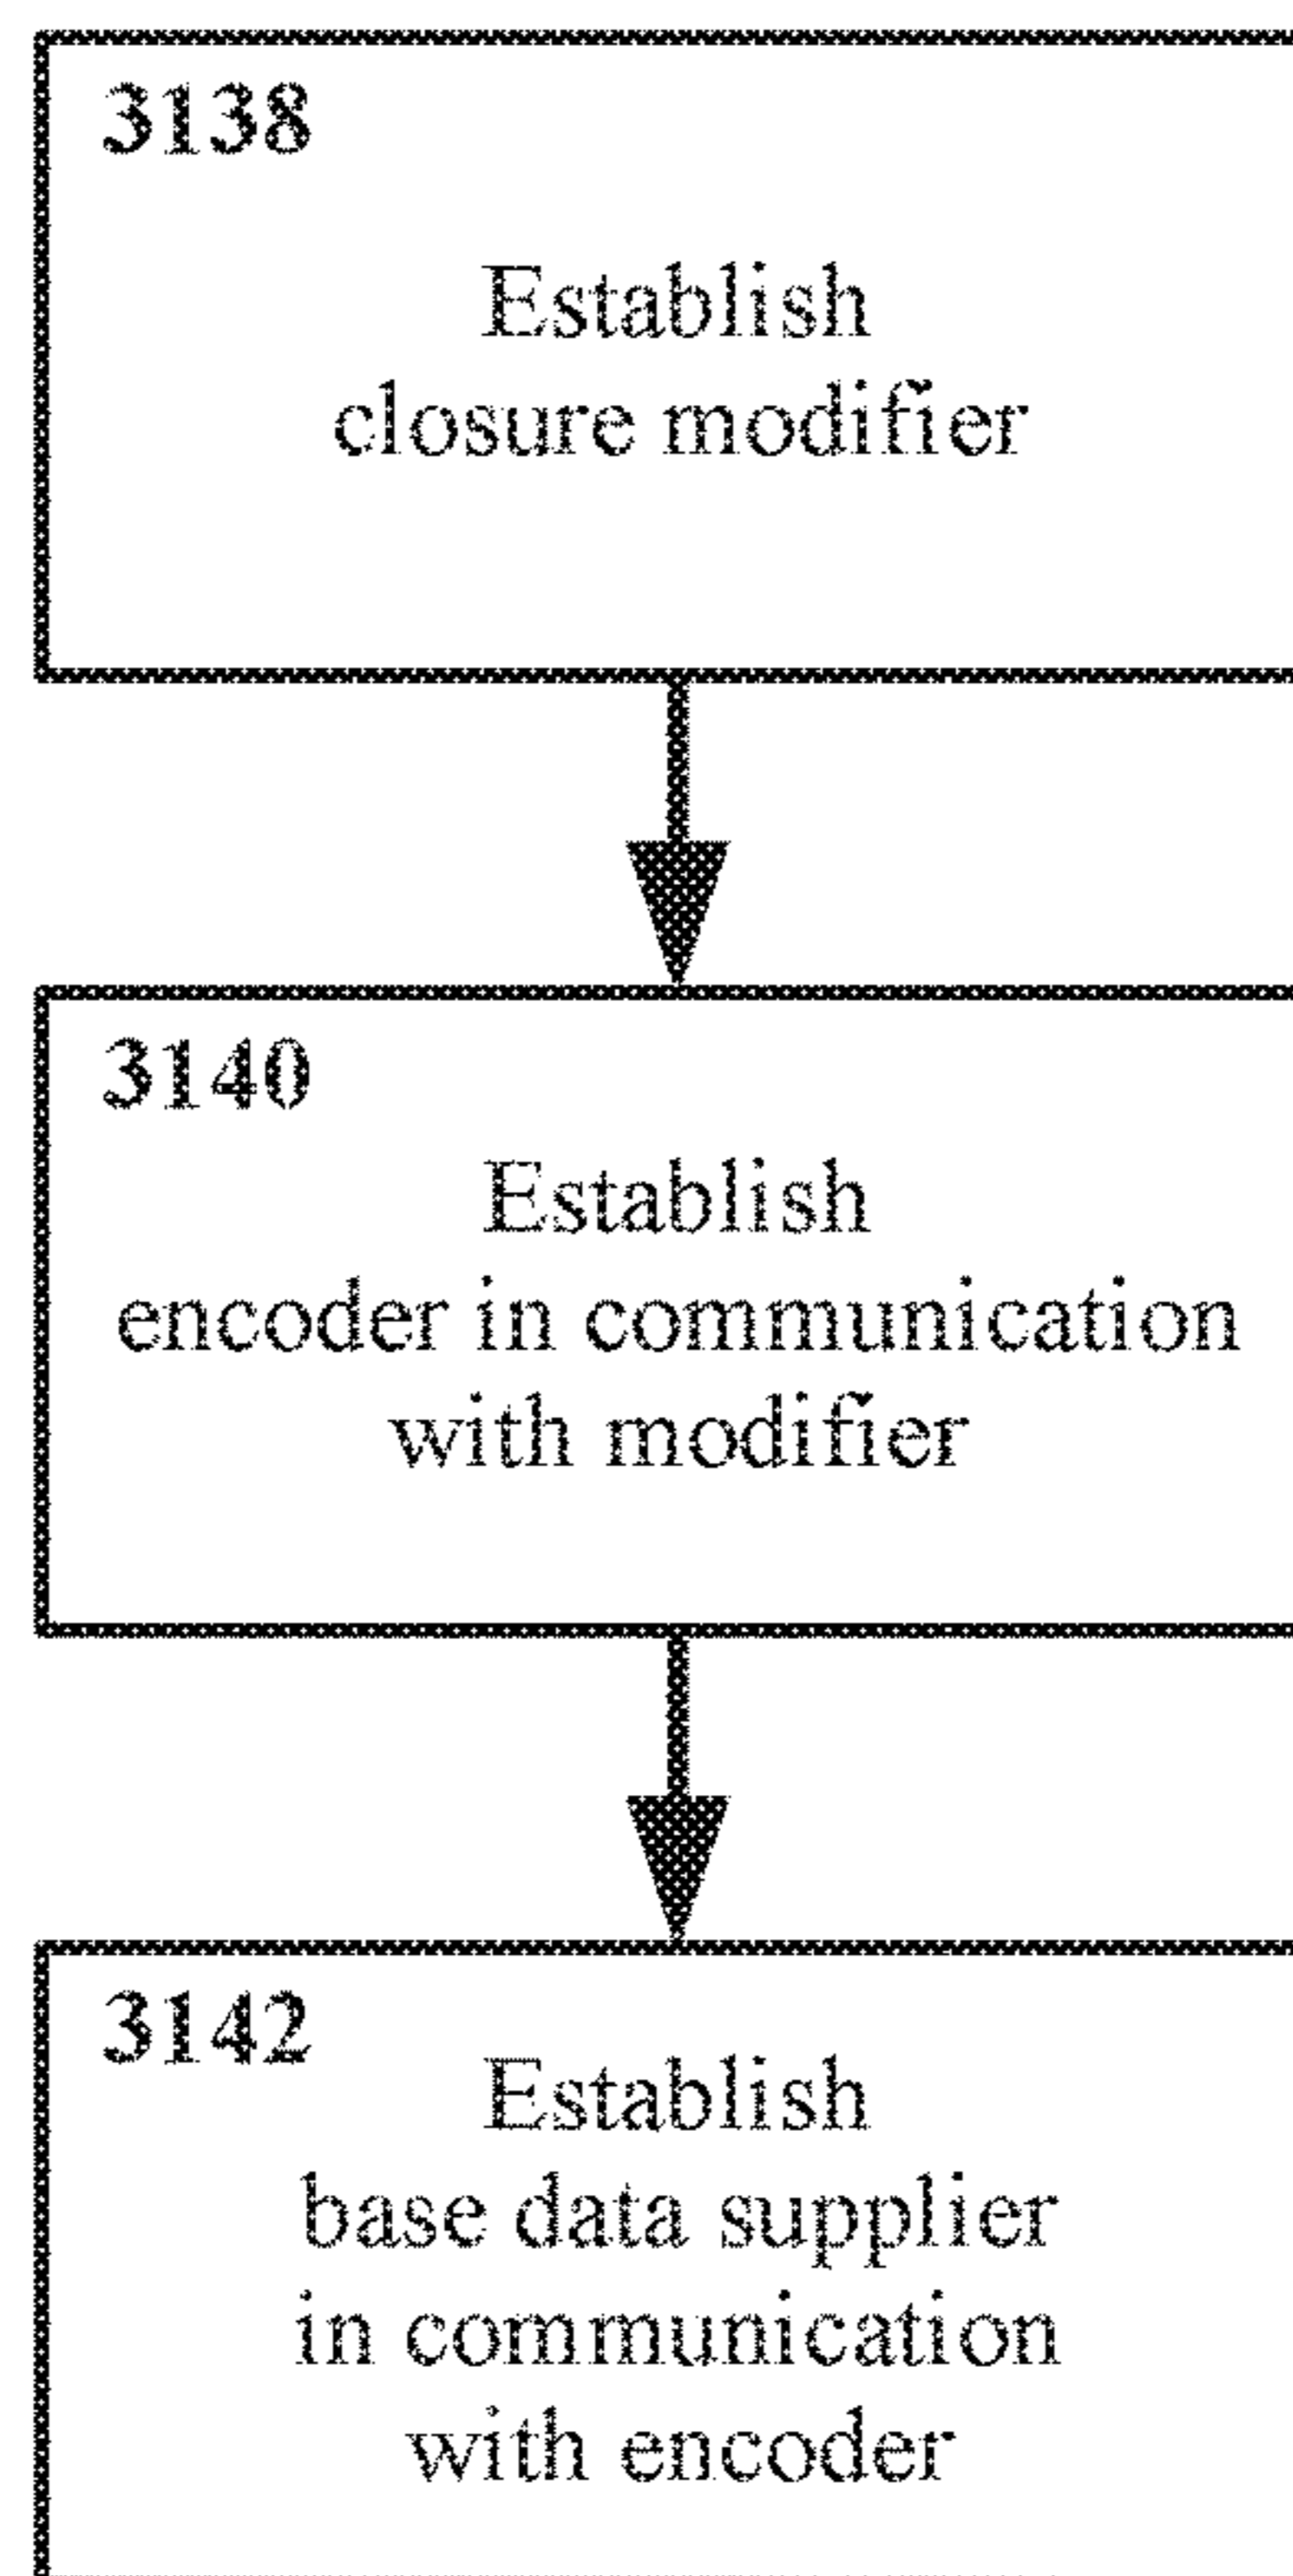 3138
Establish
closure modifier
3140
Establish
encoder in communication
with modifier
3142
Establish
base data supplier
in communication
with encoder